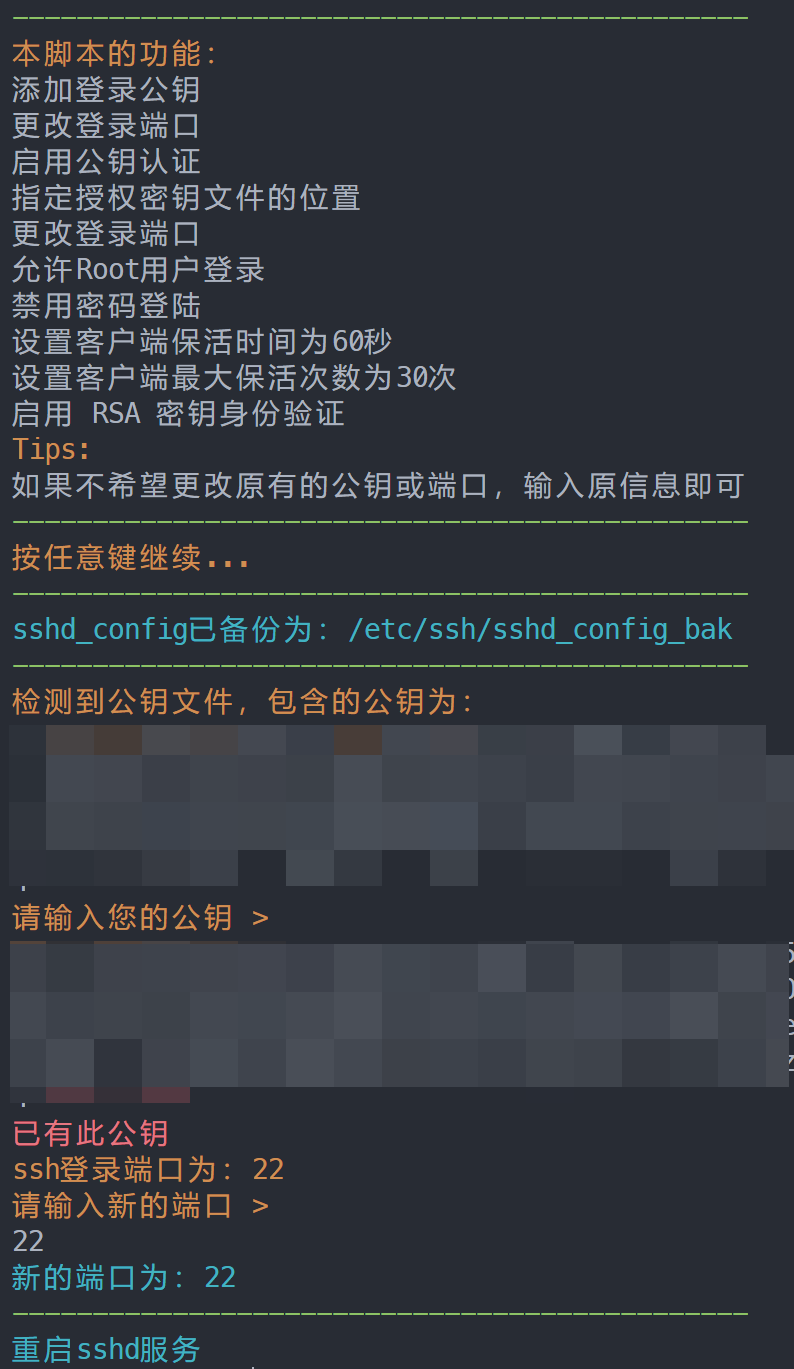 ----------------------------------------------
本脚本的功能:
添加登录公钥
更改登录端口
启用公钥认证
指定授权密钥文件的位置
更改登录端口
允许Root用户登录
禁用密码登陆
设置客户端保活时间为60秒
设置客户端最大保活次数为30次
启用 RSA 密钥身份验证
Tips:
如果不希望更改原有的公钥或端口, 输入原信息即可
----------------------------------------------
按任意键继续...
----------------------------------------------
sshd_config已备份为: /etc/ssh/sshd_config_bak
----------------------------------------------
检测到公钥文件, 包含的公钥为:
请输入您的公钥 >
已有此公钥
ssh登录端口为: 22
请输入新的端口 >
22
新的端口为: 22
----------------------------------------------
重启sshd服务